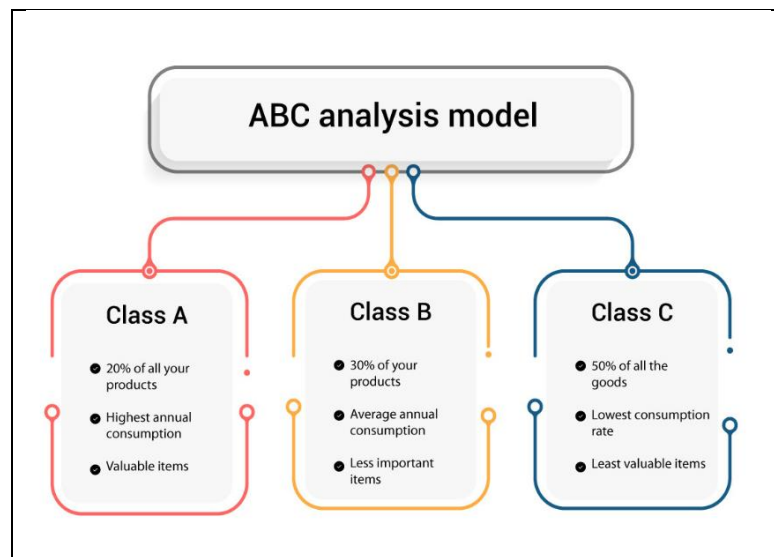 ABC analysis model
Class A
20% of all your
products
Highest annual
consumption
Valuable items
Class B
30% of your
products
Average annual
consumption
Less important
items
Class C
50% of all the
goods
Lowest consumption
rate
Least valuable items